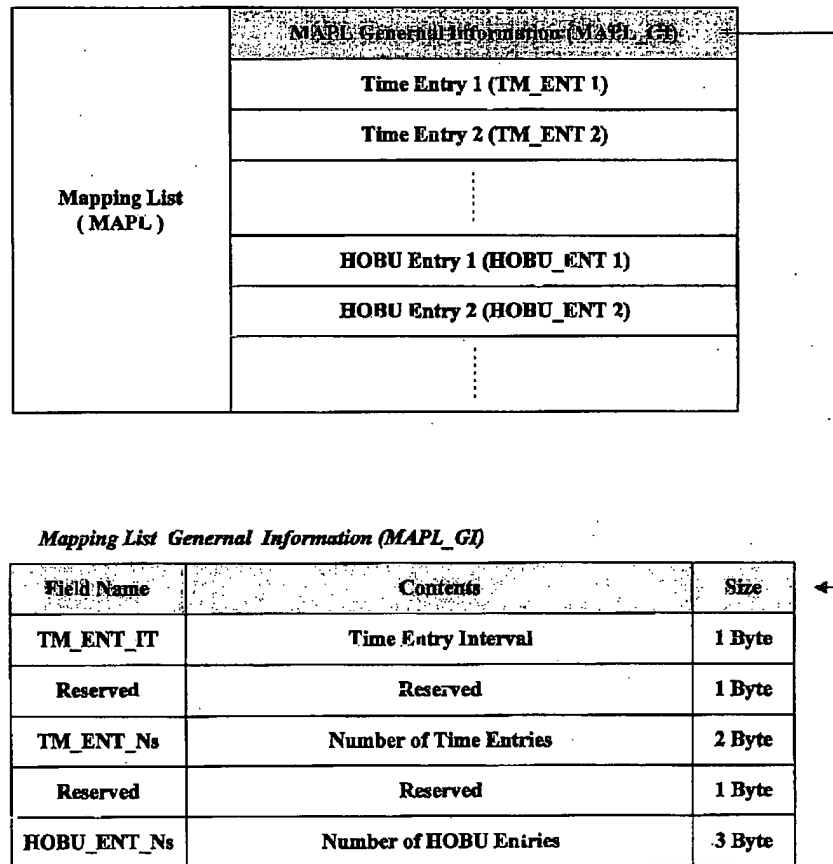 MAPL Genernal Information (MAPL_GI)
Time Entry 1 (TM_ENT 1)
Time Entry 2 (TM_ENT 2)
Mapping List
( MAPL )
HOBU Entry 1 (HOBU_ENT 1)
HOBU Entry 2 (HOBU_ENT 2)
Mapping List Genernal Information (MAPL_GI)
Field Name Contents Size
TM_ENT_IT Time Entry Interval 1 Byte
Reserved Reserved 1 Byte
TM_ENT_Ns Number of Time Entries 2 Byte
Reserved Reserved 1 Byte
HOBU_ENT_Ns Number of HOBU Entries 3 Byte